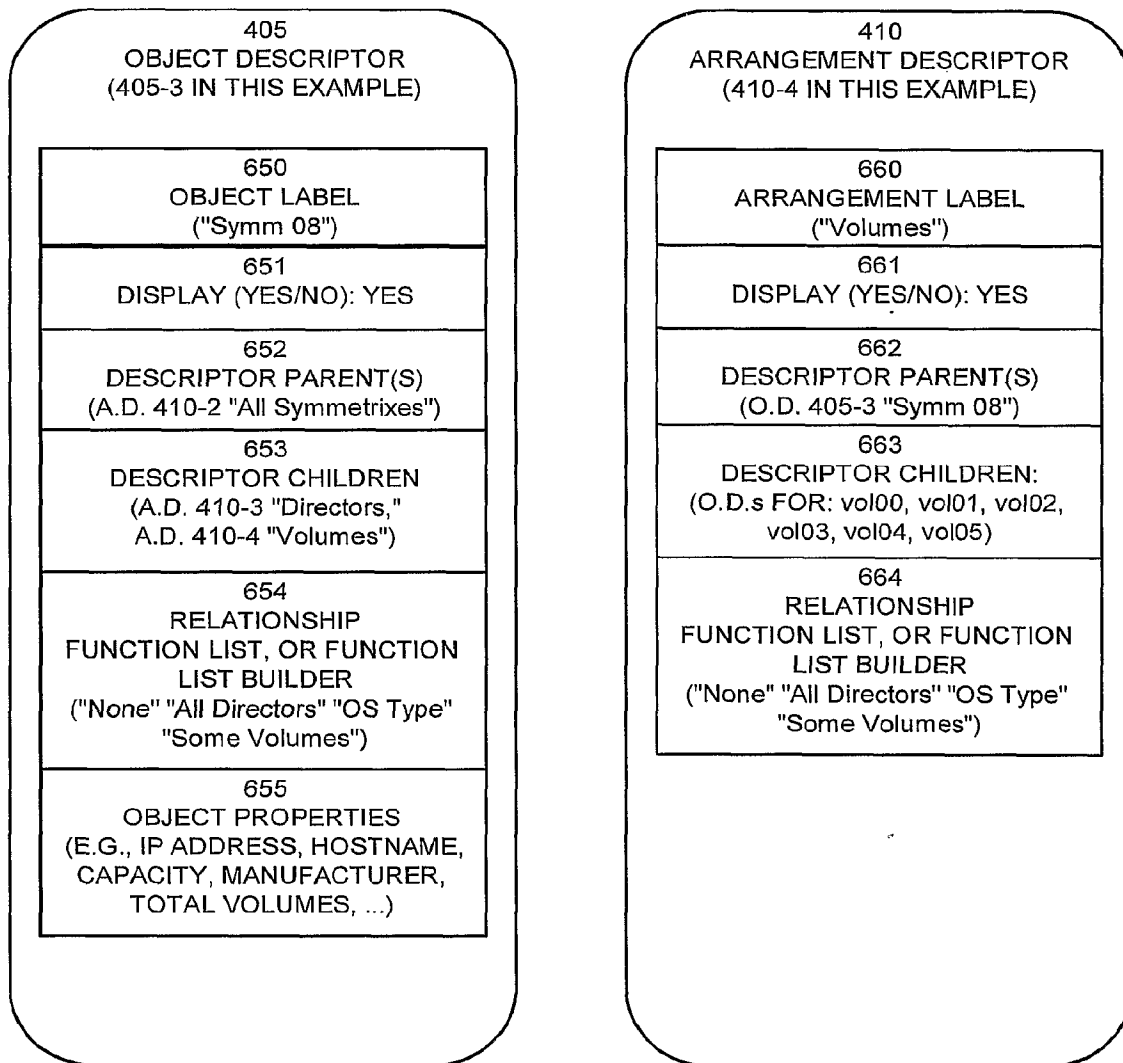 405
OBJECT DESCRIPTOR
(405-3 IN THIS EXAMPLE)
650
OBJECT LABEL
("Symm 08")
651
DISPLAY (YES/NO): YES
652
DESCRIPTOR PARENT(S)
(A.D. 410-2 "All Symmetrixes")
653
DESCRIPTOR CHILDREN
(A.D. 410-3 "Directors,"
A.D. 410-4 "Volumes")
654
RELATIONSHIP
FUNCTION LIST, OR FUNCTION
LIST BUILDER
("None" "All Directors" "OS Type"
"Some Volumes")
655
OBJECT PROPERTIES
(E.G., IP ADDRESS, HOSTNAME,
CAPACITY, MANUFACTURER,
TOTAL VOLUMES, ...)
410
ARRANGEMENT DESCRIPTOR
(410-4 IN THIS EXAMPLE)
660
ARRANGEMENT LABEL
("Volumes")
661
DISPLAY (YES/NO): YES
662
DESCRIPTOR PARENT(S)
(O.D. 405-3 "Symm 08")
663
DESCRIPTOR CHILDREN:
(O.D.s FOR: vol00, vol01, vol02,
vol03, vol04, vol05)
664
RELATIONSHIP
FUNCTION LIST, OR FUNCTION
LIST BUILDER
("None" "All Directors" "OS Type"
"Some Volumes")